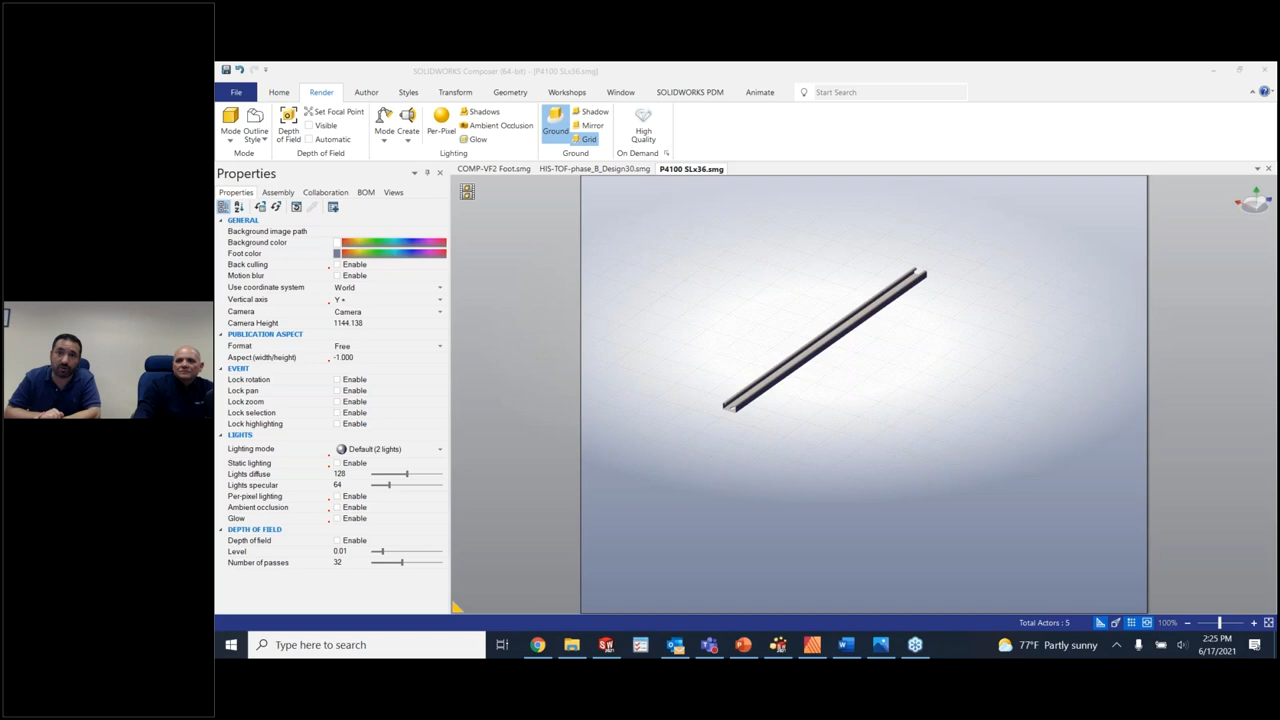 SOLIDWORKS Composer (64-bit) - [P4100 SLx36.smg]
File Home Render Author Styles Transform Geometry Workshops Window SOLIDWORKS PDM Animate Start Search
Set Focal Point Shadows Shadow
Visible Ambient Occlusion Mirror
Mode Outline Style Depth of Field Automatic Mode Create Per-Pixel Glow Ground Grid High Quality
Mode Depth of Field Lighting Ground On Demand
Properties
COMP-VF2 Foot.smg HIS-TOF-phase_B_Design30.smg P4100 SLx36.smg
Properties Assembly Collaboration BOM Views
GENERAL
Background image path
Background color
Foot color
Back culling Enable
Motion blur Enable
Use coordinate system World
Vertical axis Y+
Camera Camera
Camera Height 1144.138
PUBLICATION ASPECT
Format Free
Aspect (width/height) -1.000
EVENT
Lock rotation Enable
Lock pan Enable
Lock zoom Enable
Lock selection Enable
Lock highlighting Enable
LIGHTS
Lighting mode Default (2 lights)
Static lighting Enable
Lights diffuse 128
Lights specular 64
Per-pixel lighting Enable
Ambient occlusion Enable
Glow Enable
DEPTH OF FIELD
Depth of field Enable
Level 0.01
Number of passes 32
Total Actors : 5 100%
Type here to search 77°F Partly sunny 2:25 PM
6/17/2021